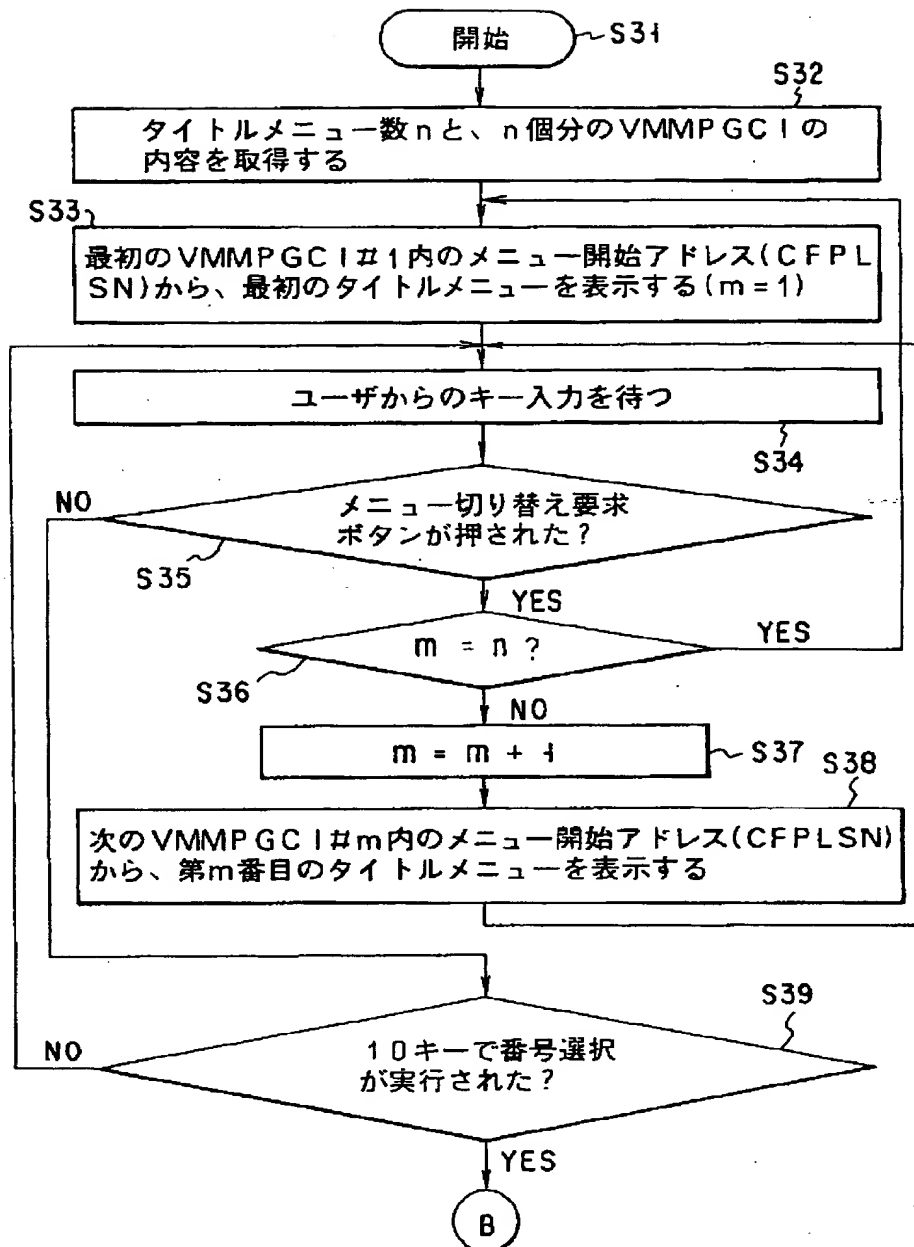 開始
S31
S32
タイトルメニュー数nと、n個分のVMMPGCIの
内容を取得する
S33
最初のVMMPGCI#1内のメニュー開始アドレス(CFPL
SN)から、最初のタイトルメニューを表示する(m=1)
ユーザからのキー入力を待つ
S34
NO
メニュー切り替え要求
ボタンが押された?
S35
YES
m = n ?
YES
S36
NO
m = m + 1
S37
S38
次のVMMPGCI#m内のメニュー開始アドレス(CFPLSN)
から、第m番目のタイトルメニューを表示する
S39
NO
10キーで番号選択
が実行された?
YES
B